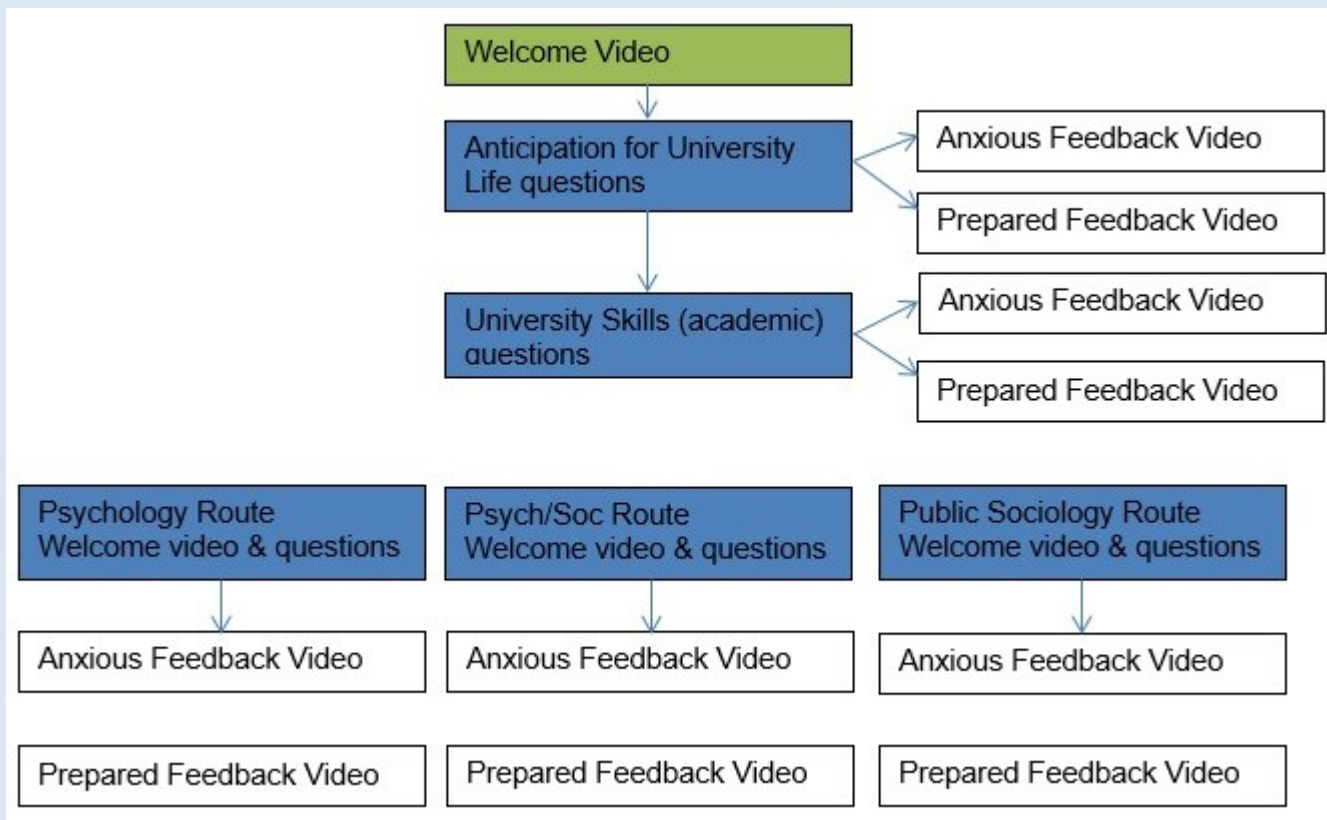 Welcome Video
Anticipation for University
Life questions
Anxious Feedback Video
Prepared Feedback Video
University Skills (academic)
questions
Anxious Feedback Video
Prepared Feedback Video
Psychology Route
Welcome video & questions
Psych/Soc Route
Welcome video & questions
Public Sociology Route
Welcome video & questions
Anxious Feedback Video
Anxious Feedback Video
Anxious Feedback Video
Prepared Feedback Video
Prepared Feedback Video
Prepared Feedback Video